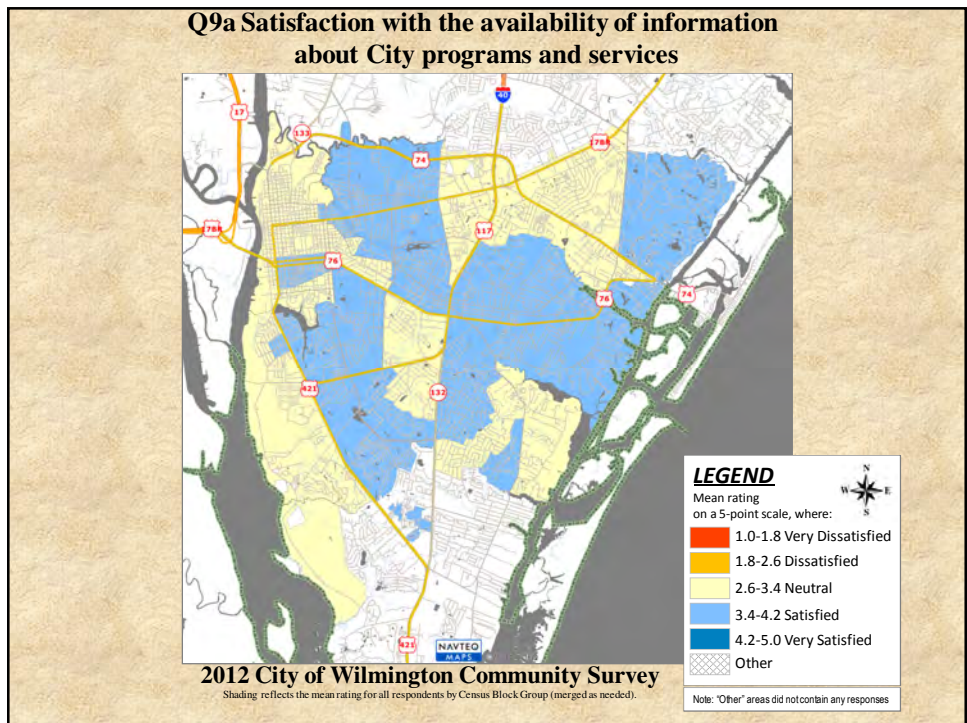 Q9a Satisfaction with the availability of information
about City programs and services
40
17
133
74
17BR
117
17BR
76
76
74
421
132
421
NAVTEQ
MAPS
LEGEND
Mean rating
on a 5-point scale, where:
N
W E
S
1.0-1.8 Very Dissatisfied
1.8-2.6 Dissatisfied
2.6-3.4 Neutral
3.4-4.2 Satisfied
4.2-5.0 Very Satisfied
Other
Note: “Other” areas did not contain any responses
2012 City of Wilmington Community Survey
Shading reflects the mean rating for all respondents by Census Block Group (merged as needed).